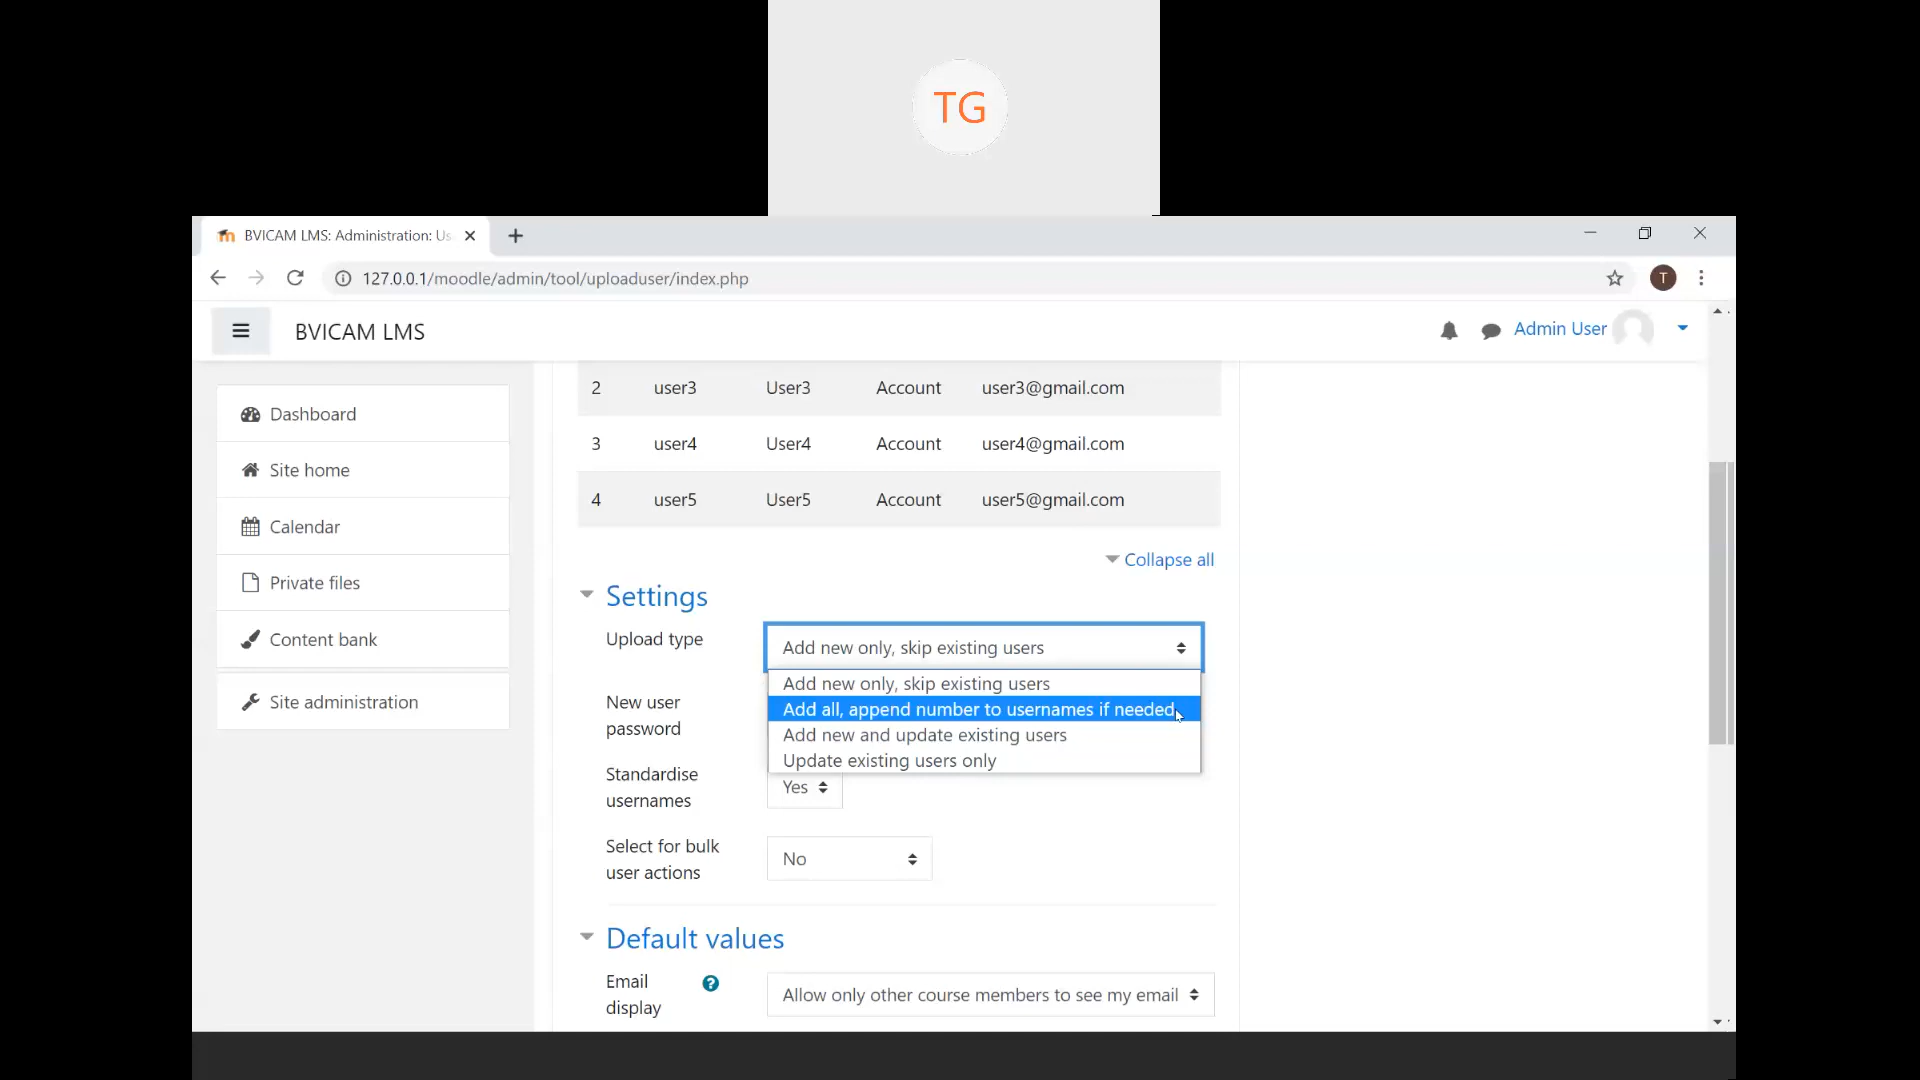 TG
BVICAM LMS: Administration: Us
127.0.0.1/moodle/admin/tool/uploaduser/index.php
T
BVICAM LMS
Admin User
Dashboard
Site home
Calendar
Private files
Content bank
Site administration
2 user3 User3 Account user3@gmail.com
3 user4 User4 Account user4@gmail.com
4 user5 User5 Account user5@gmail.com
Collapse all
Settings
Upload type
Add new only, skip existing users
Add new only, skip existing users
Add all, append number to usernames if needed
Add new and update existing users
Update existing users only
New user
password
Standardise
usernames
Yes
Select for bulk
user actions
No
Default values
Email
display
?
Allow only other course members to see my email